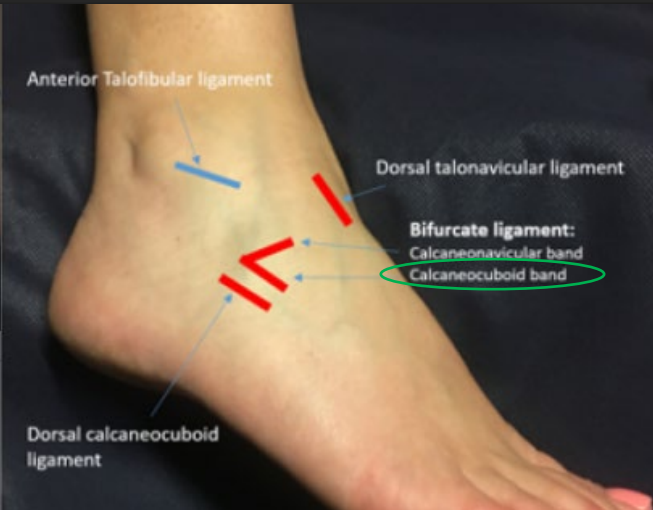 Anterior Talofibular ligament
Dorsal talonavicular ligament
Bifurcate ligament:
Calcaneonavicular band
Calcaneocuboid band
Dorsal calcaneocuboid
ligament